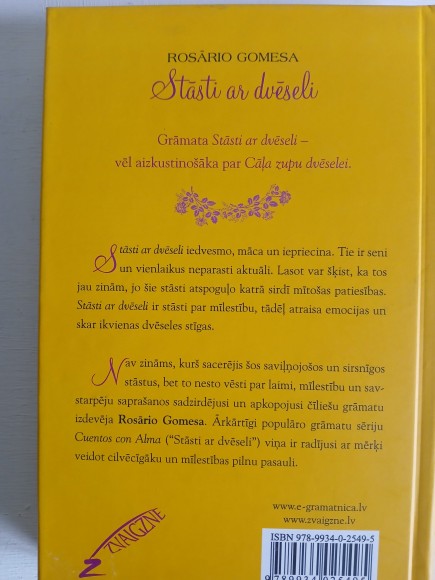 ROSÂRIO GOMESA
Stāsti ar dvēseli
Grāmata Stāsti ar dvēseli –
vēl aizkustinošāka par Cāļa zupu dvēselei.
Stāsti ar dvēseli iedvesmo, māca un iepriecina. Tie ir seni
un vienlaikus neparasti aktuāli. Lasot var šķist, ka tos
jau zinām, jo šie stāsti atspoguļo katrā sirdī mītošas patiesības.
Stāsti ar dvēseli ir stāsti par mīlestību, tādēļ atraisa emocijas un
skar ikvienas dvēseles stīgas.
Nav zināms, kurš sacerējis šos saviļņojošos un sirsnīgos
stāstus, bet to nesto vēsti par laimi, mīlestību un sav-
starpēju saprašanos sadzirdējusi un apkopojusi čīliešu grāmatu
izdevēja Rosârio Gomesa. Ārkārtīgi populāro grāmatu sēriju
Cuentos con Alma (“Stāsti ar dvēseli”) viņa ir radījusi ar mērķi
veidot cilvēcīgāku un mīlestības pilnu pasauli.
www.e-gramatnica.lv
www.zvaigzne.lv
ZVAIGZNE
ISBN 978-9934-0-2549-5